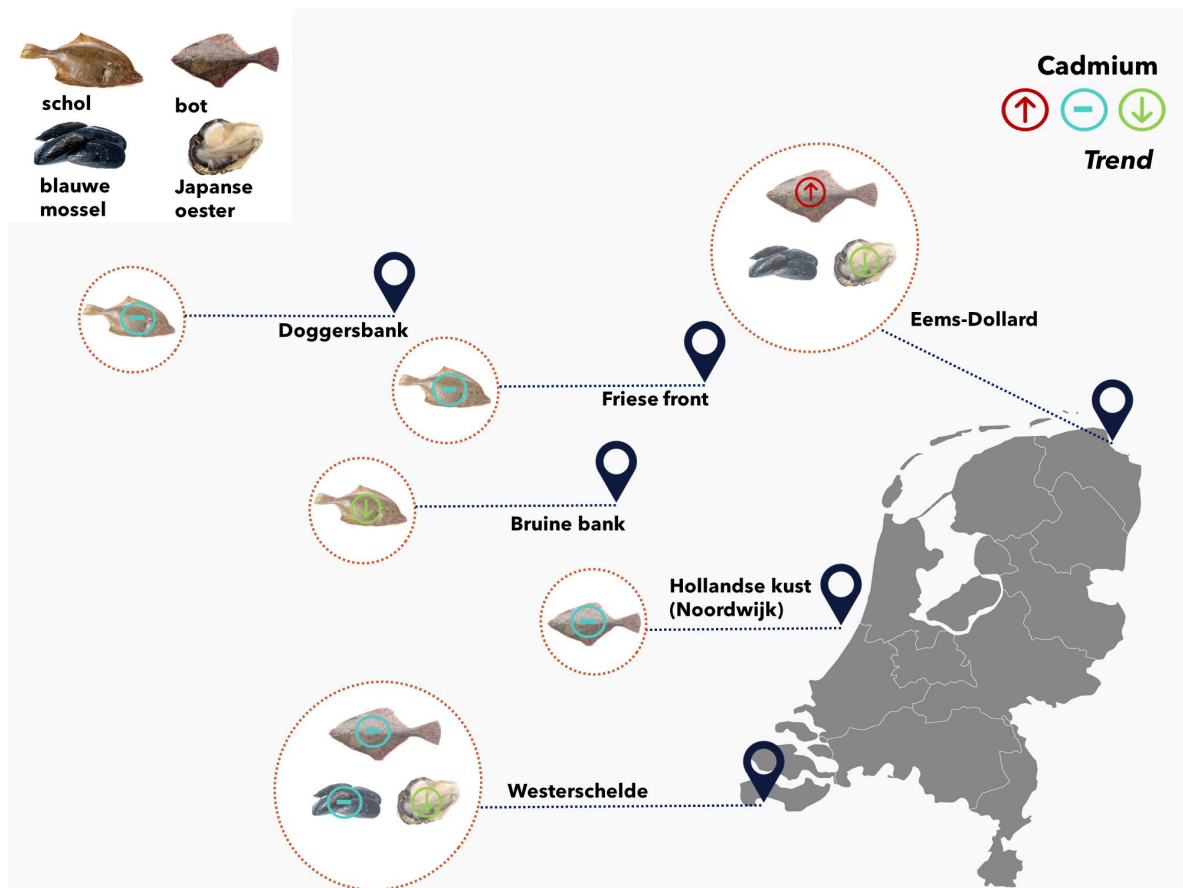 schol
bot
blauwe
mossel
Japanse
oester
Cadmium
Trend
Doggersbank
Eems-Dollard
Friese front
Bruine bank
Hollandse kust
(Noordwijk)
Westerschelde